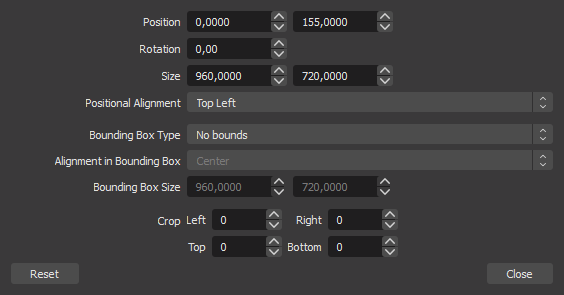 Position 0,0000 155,0000
Rotation 0,00
Size 960,0000 720,0000
Positional Alignment Top Left
Bounding Box Type No bounds
Alignment in Bounding Box Center
Bounding Box Size 960,0000 720,0000
Crop Left 0 Right 0
Top 0 Bottom 0
Reset Close